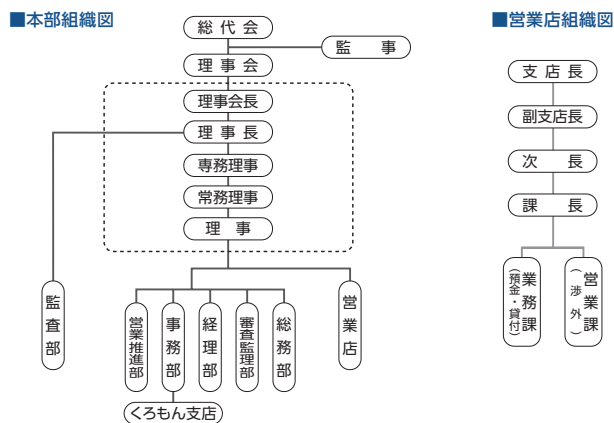 ■本部組織図
総代会
監事
理事会
理事会長
理事長
専務理事
常務理事
理事
監査部
営業推進部
事務部
経理部
審査監理部
総務部
営業店
くろもん支店
■営業店組織図
支店長
副支店長
次長
課長
業務課
(預金・貸付)
営業課
(渉外)